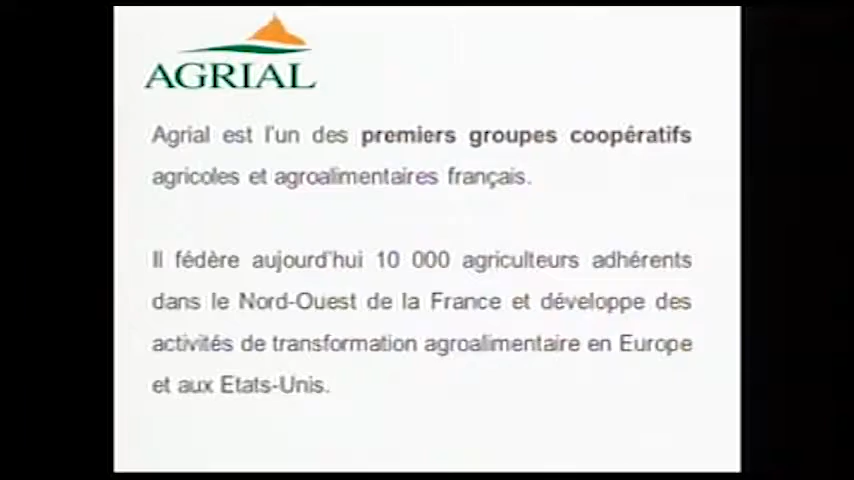 AGRIAL
Agrial est l'un des premiers groupes coopératifs
agricoles et agroalimentaires français.
Il fédère aujourd'hui 10 000 agriculteurs adhérents
dans le Nord-Ouest de la France et développe des
activités de transformation agroalimentaire en Europe
et aux Etats-Unis.